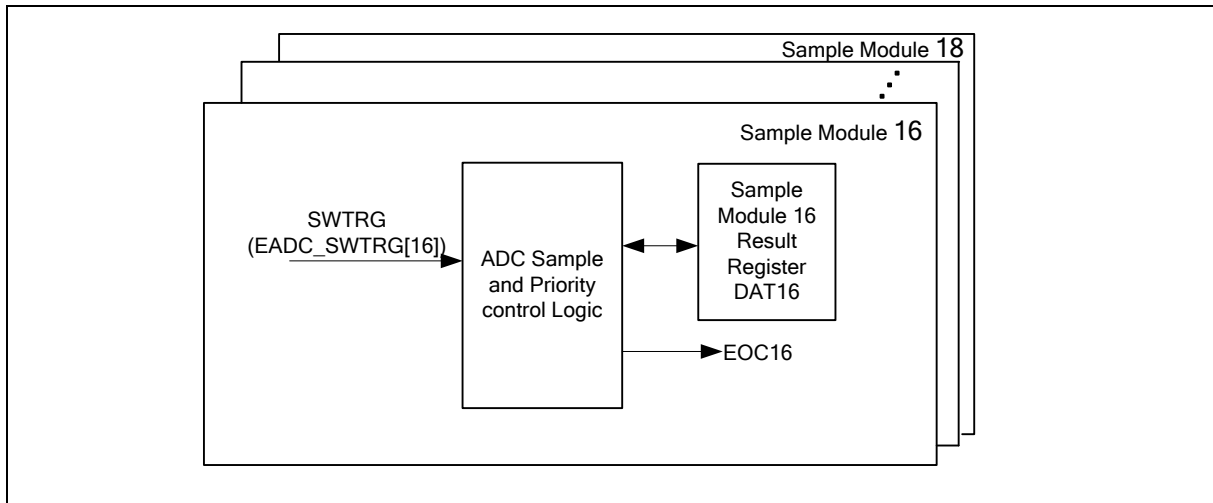 Sample Module 18
Sample Module 16
SWTRG
(EADC_SWTRG[16])
ADC Sample
and Priority
control Logic
Sample
Module 16
Result
Register
DAT16
EOC16